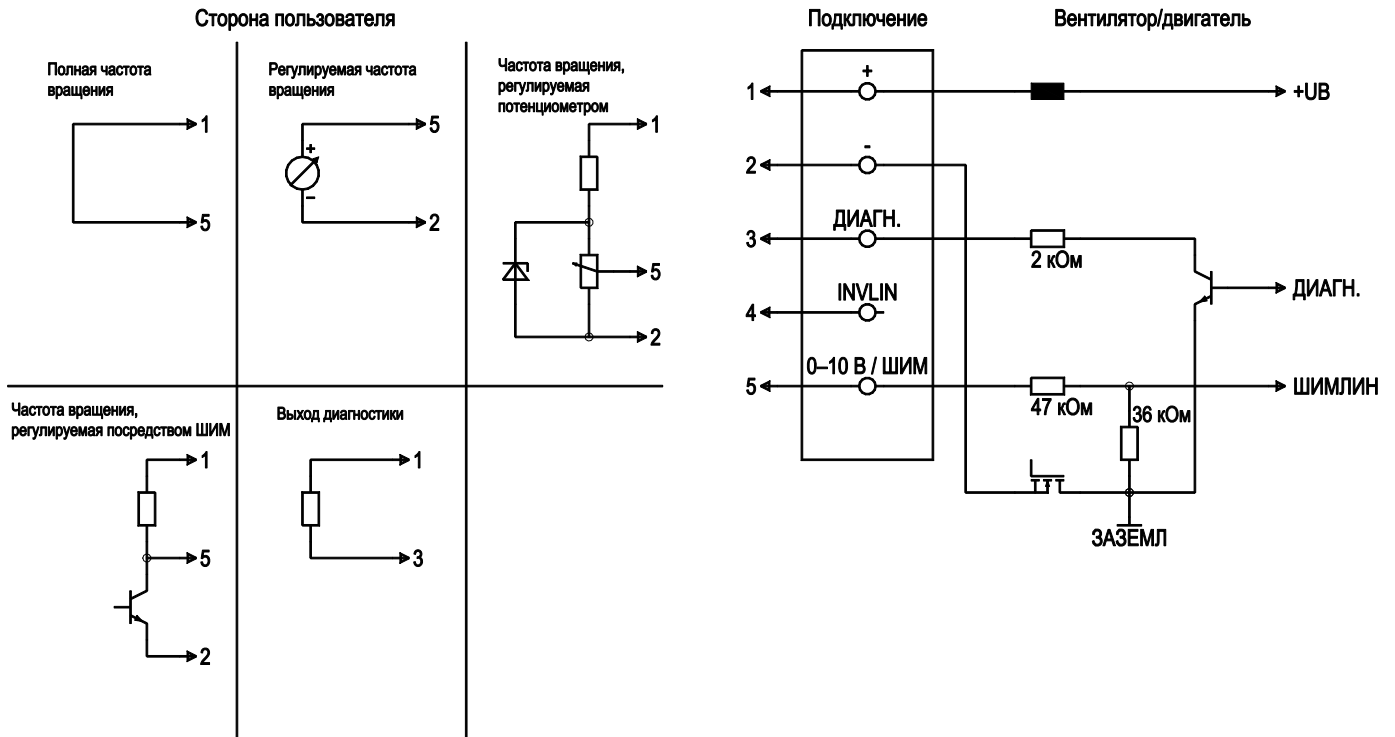 Сторона пользователя
Полная частота
вращения
1
5
Регулируемая частота
вращения
5
+
–
2
Частота вращения,
регулируемая
потенциометром
1
5
2
Частота вращения,
регулируемая посредством ШИМ
1
5
2
Выход диагностики
1
3
Подключение
Вентилятор/двигатель
1
+
+UB
2
-
3
ДИАГН.
2 кОм
ДИАГН.
4
INVLIN
5
0–10 В / ШИМ
47 кОм
ШИМЛИН
36 кОм
ЗАЗЕМЛ